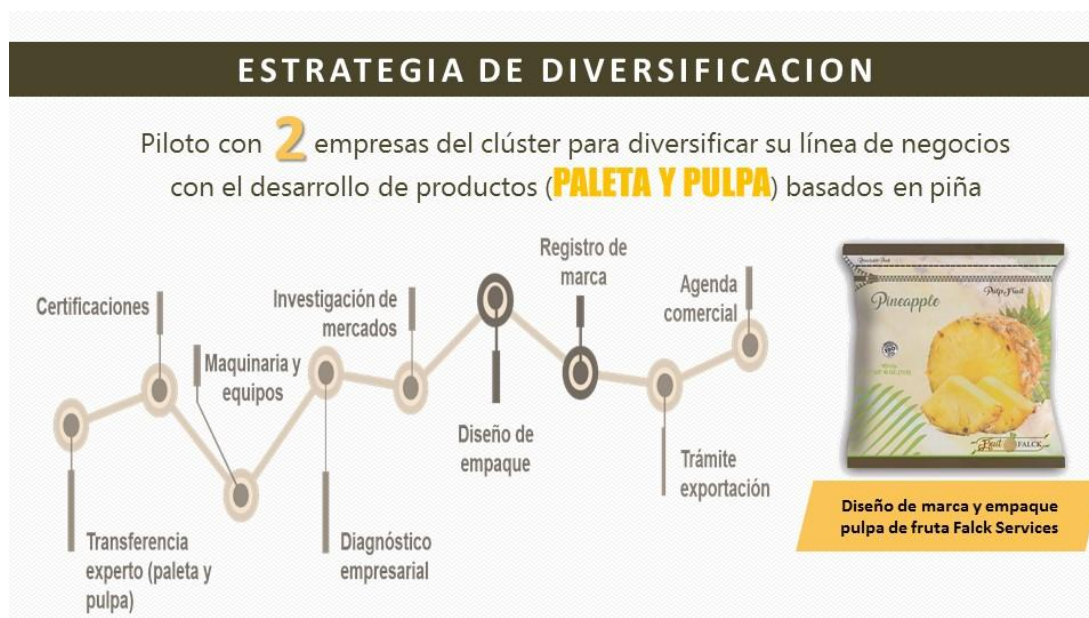 ESTRATEGIA DE DIVERSIFICACION
Piloto con 2 empresas del clúster para diversificar su línea de negocios
con el desarrollo de productos (PALETA Y PULPA) basados en piña
Transferencia
experto (paleta y
pulpa)
Certificaciones
Maquinaria y
equipos
Diagnóstico
empresarial
Investigación de
mercados
Diseño de
empaque
Registro de
marca
Trámite
exportación
Agenda
comercial
Pulp Fruit
Pineapple
Fruit FALCK
Diseño de marca y empaque
pulpa de fruta Falck Services